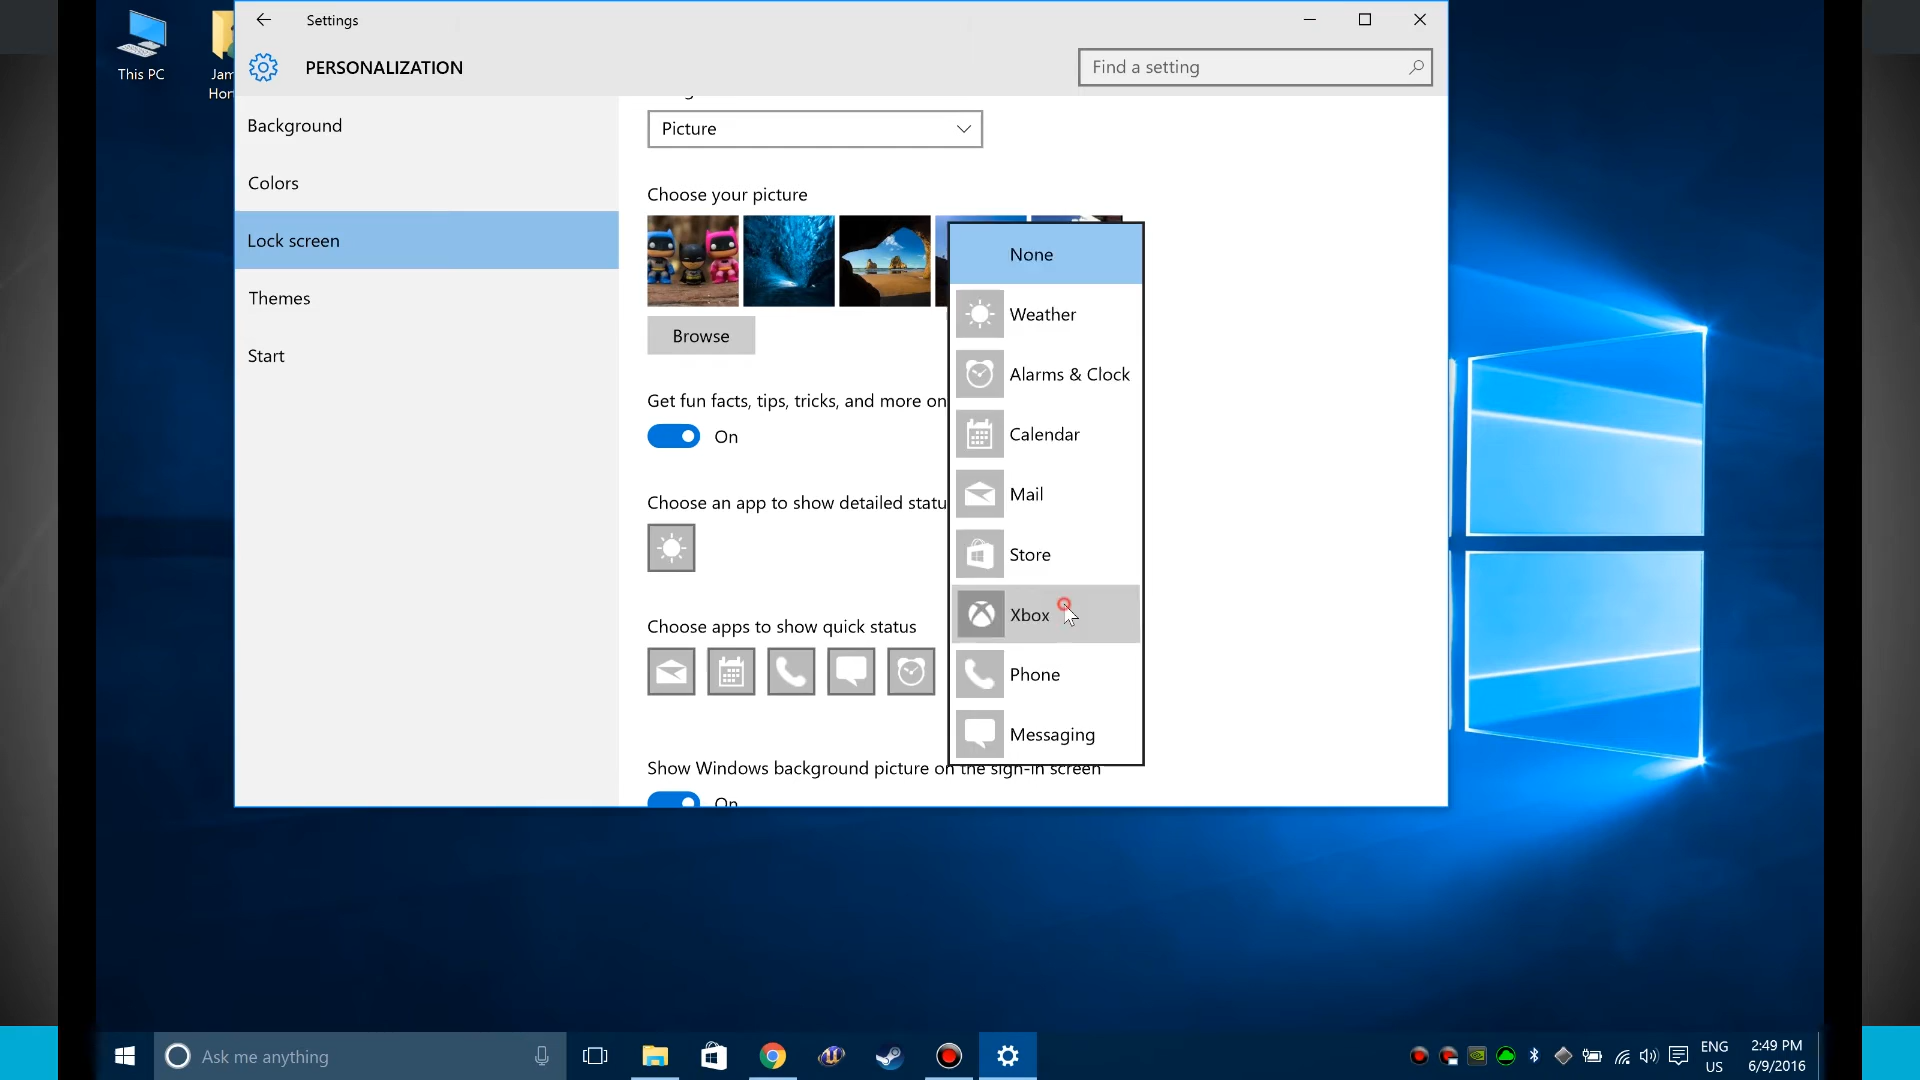 This PC
Jam
Hor
Settings
PERSONALIZATION
Find a setting
Background
Colors
Lock screen
Themes
Start
Picture
Choose your picture
Browse
Get fun facts, tips, tricks, and more on
On
Choose an app to show detailed statu
Choose apps to show quick status
Show Windows background picture on the sign-in screen
On
None
Weather
Alarms & Clock
Calendar
Mail
Store
Xbox
Phone
Messaging
Ask me anything
ENG
US
2:49 PM
6/9/2016